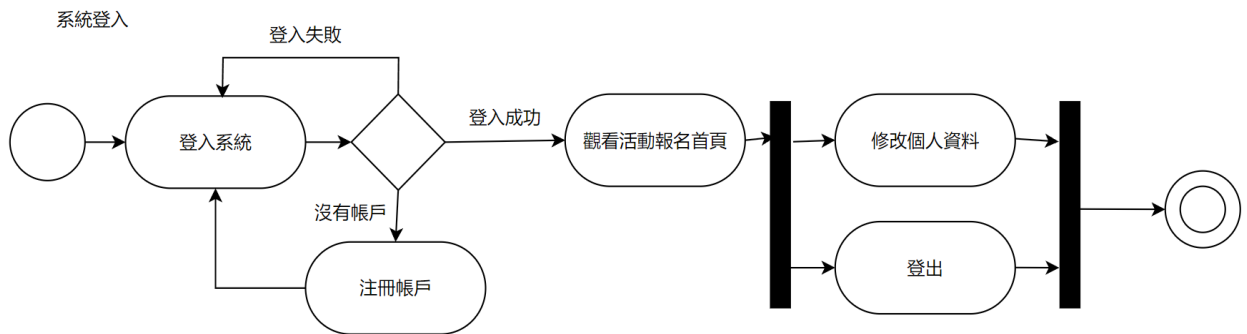 系統登入
登入失敗
登入系統
登入成功
觀看活動報名首頁
修改個人資料
沒有帳戶
注冊帳戶
登出